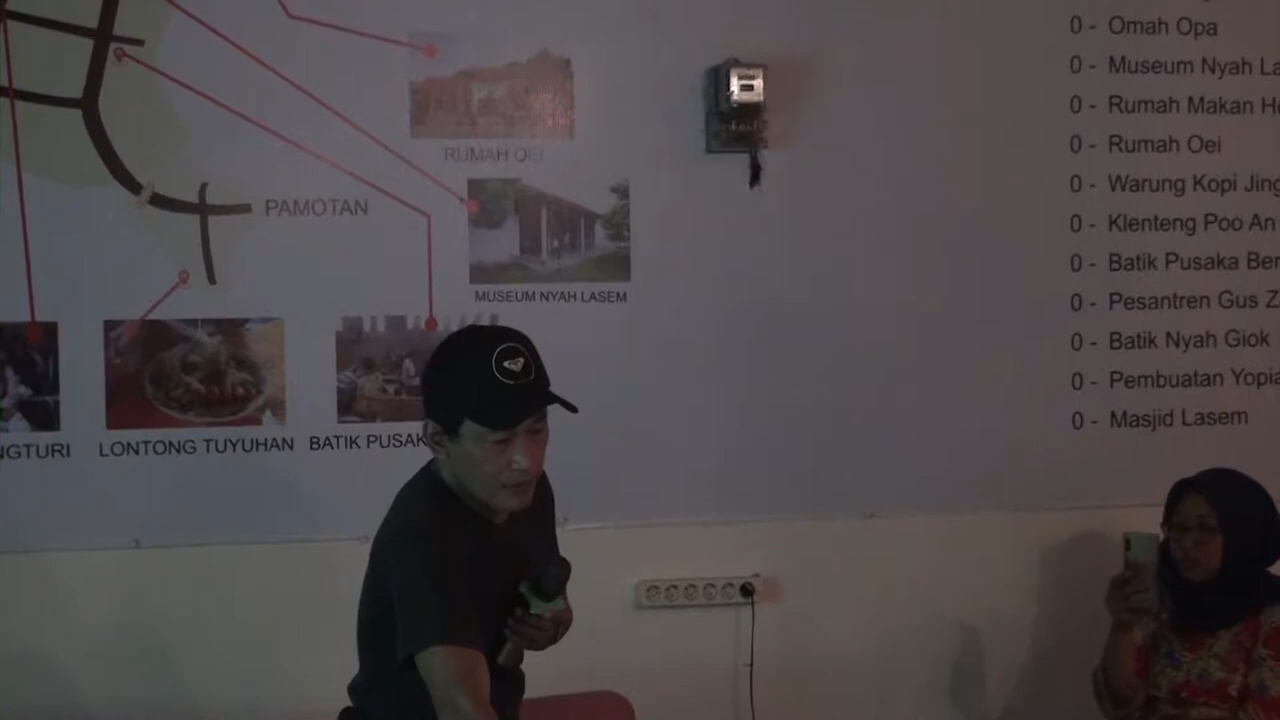 RUMAH OEI
PAMOTAN
MUSEUM NYAH LASEM
NGTURI
LONTONG TUYUHAN
BATIK PUSAK
0 - Omah Opa
0 - Museum Nyah La
0 - Rumah Makan H
0 - Rumah Oei
0 - Warung Kopi Jing
0 - Klenteng Poo An
0 - Batik Pusaka Ber
0 - Pesantren Gus Z
0 - Batik Nyah Giok
0 - Pembuatan Yopia
0 - Masjid Lasem